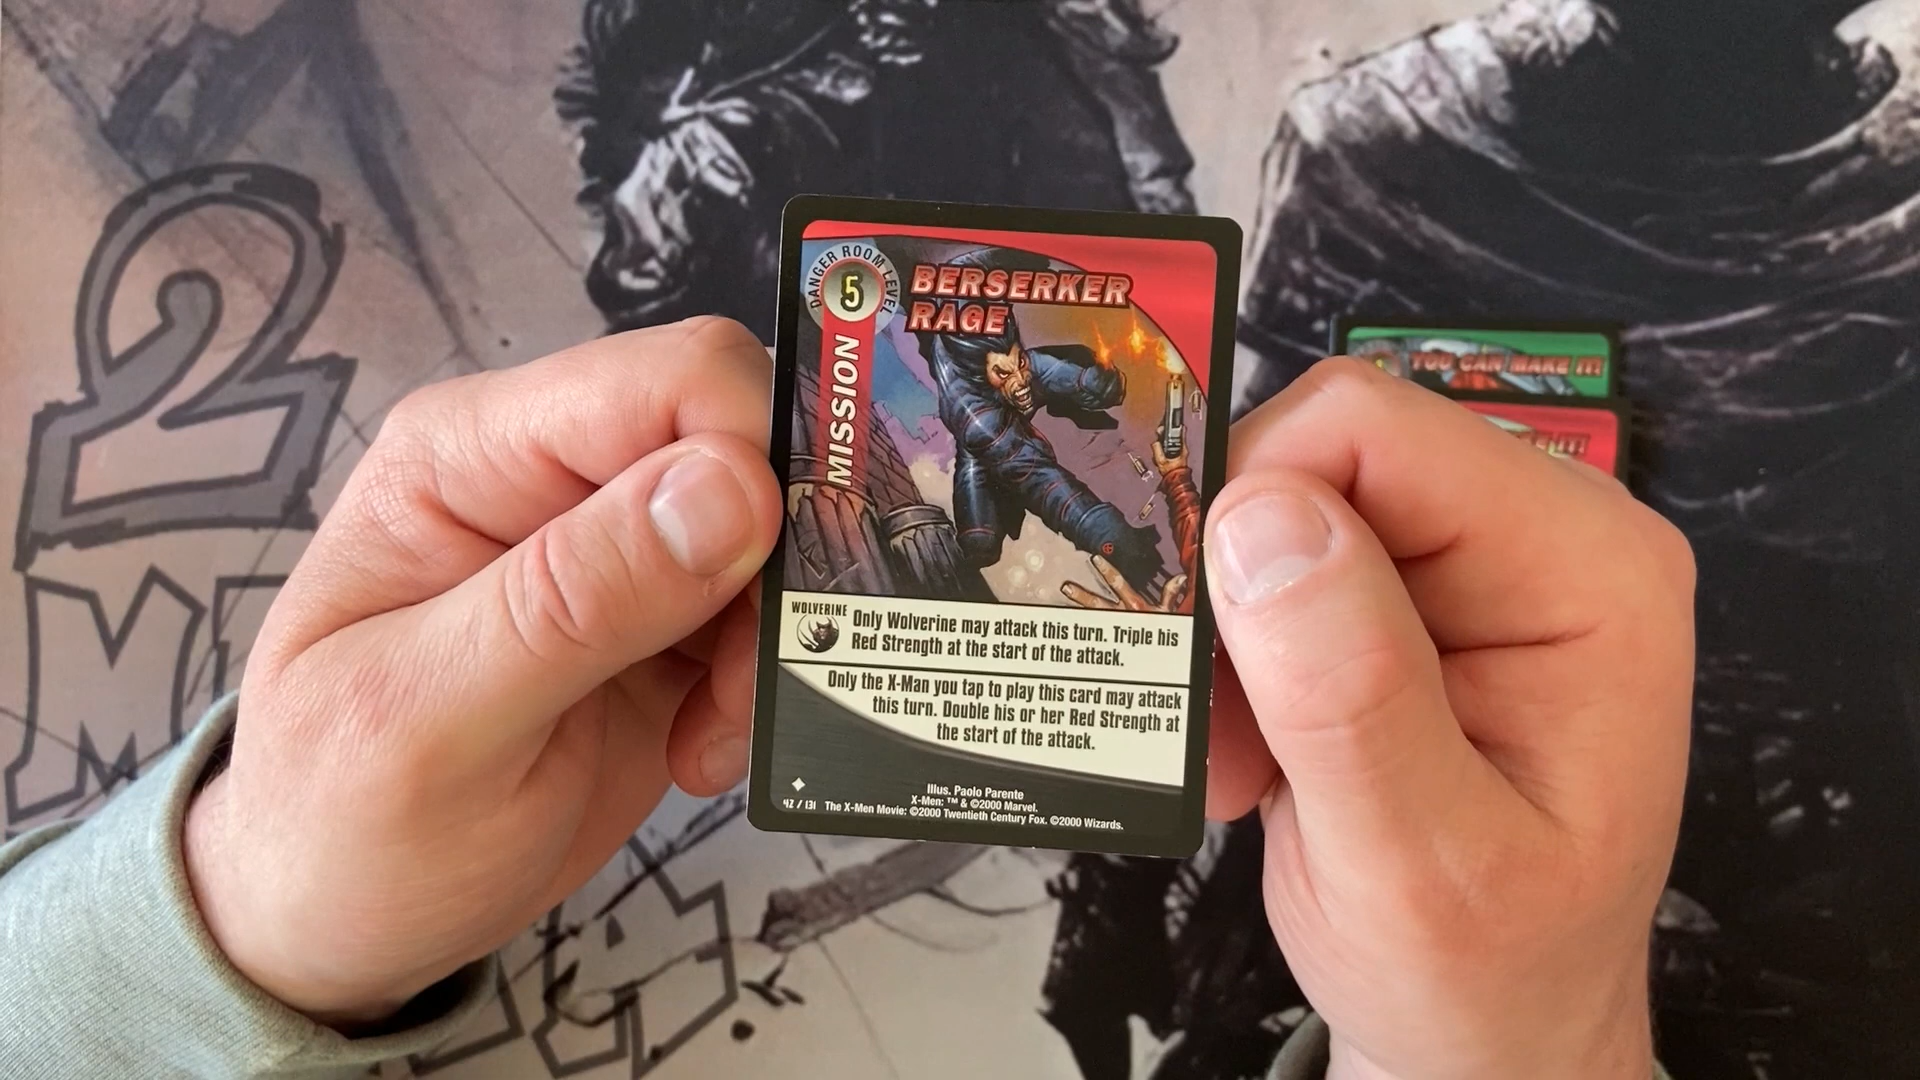 DANGER ROOM LEVEL
5
BERSERKER
RAGE
MISSION
WOLVERINE
Only Wolverine may attack this turn. Triple his
Red Strength at the start of the attack.
Only the X-Man you tap to play this card may attack
this turn. Double his or her Red Strength at
the start of the attack.
Illus. Paolo Parente
X-Men: ™ & ©2000 Marvel.
42 / 131 The X-Men Movie: ©2000 Twentieth Century Fox. ©2000 Wizards.
YOU CAN MAKE IT!
IT!
2